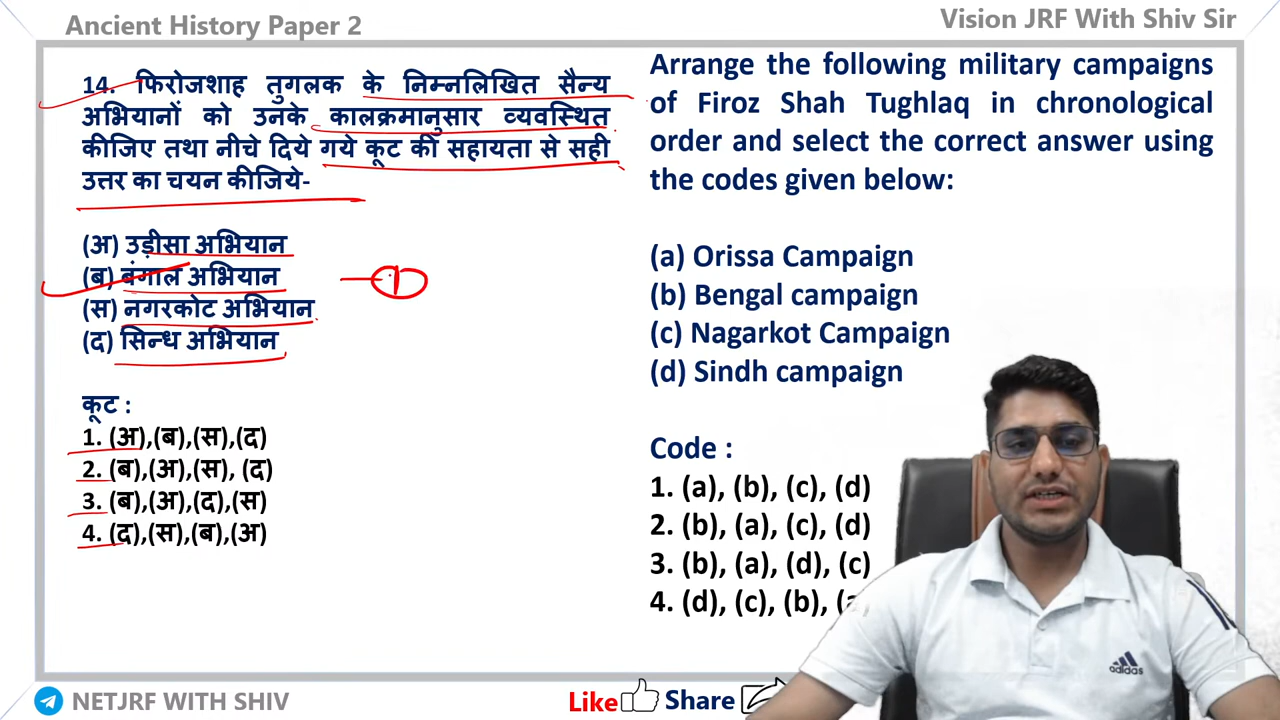 Ancient History Paper 2
Vision JRF With Shiv Sir
14. फिरोजशाह तुगलक के निम्नलिखित सैन्य
अभियानों को उनके कालक्रमानुसार व्यवस्थित
कीजिए तथा नीचे दिये गये कूट की सहायता से सही
उत्तर का चयन कीजिये-
(अ) उड़ीसा अभियान
(ब) बंगाल अभियान
(स) नगरकोट अभियान
(द) सिन्ध अभियान
1
कूट :
1. (अ),(ब),(स),(द)
2. (ब),(अ),(स), (द)
3. (ब),(अ),(द),(स)
4. (द),(स),(ब),(अ)
Arrange the following military campaigns
of Firoz Shah Tughlaq in chronological
order and select the correct answer using
the codes given below:
(a) Orissa Campaign
(b) Bengal campaign
(c) Nagarkot Campaign
(d) Sindh campaign
Code :
1. (a), (b), (c), (d)
2. (b), (a), (c), (d)
3. (b), (a), (d), (c)
4. (d), (c), (b), (a)
adidas
NETJRF WITH SHIV
Like Share